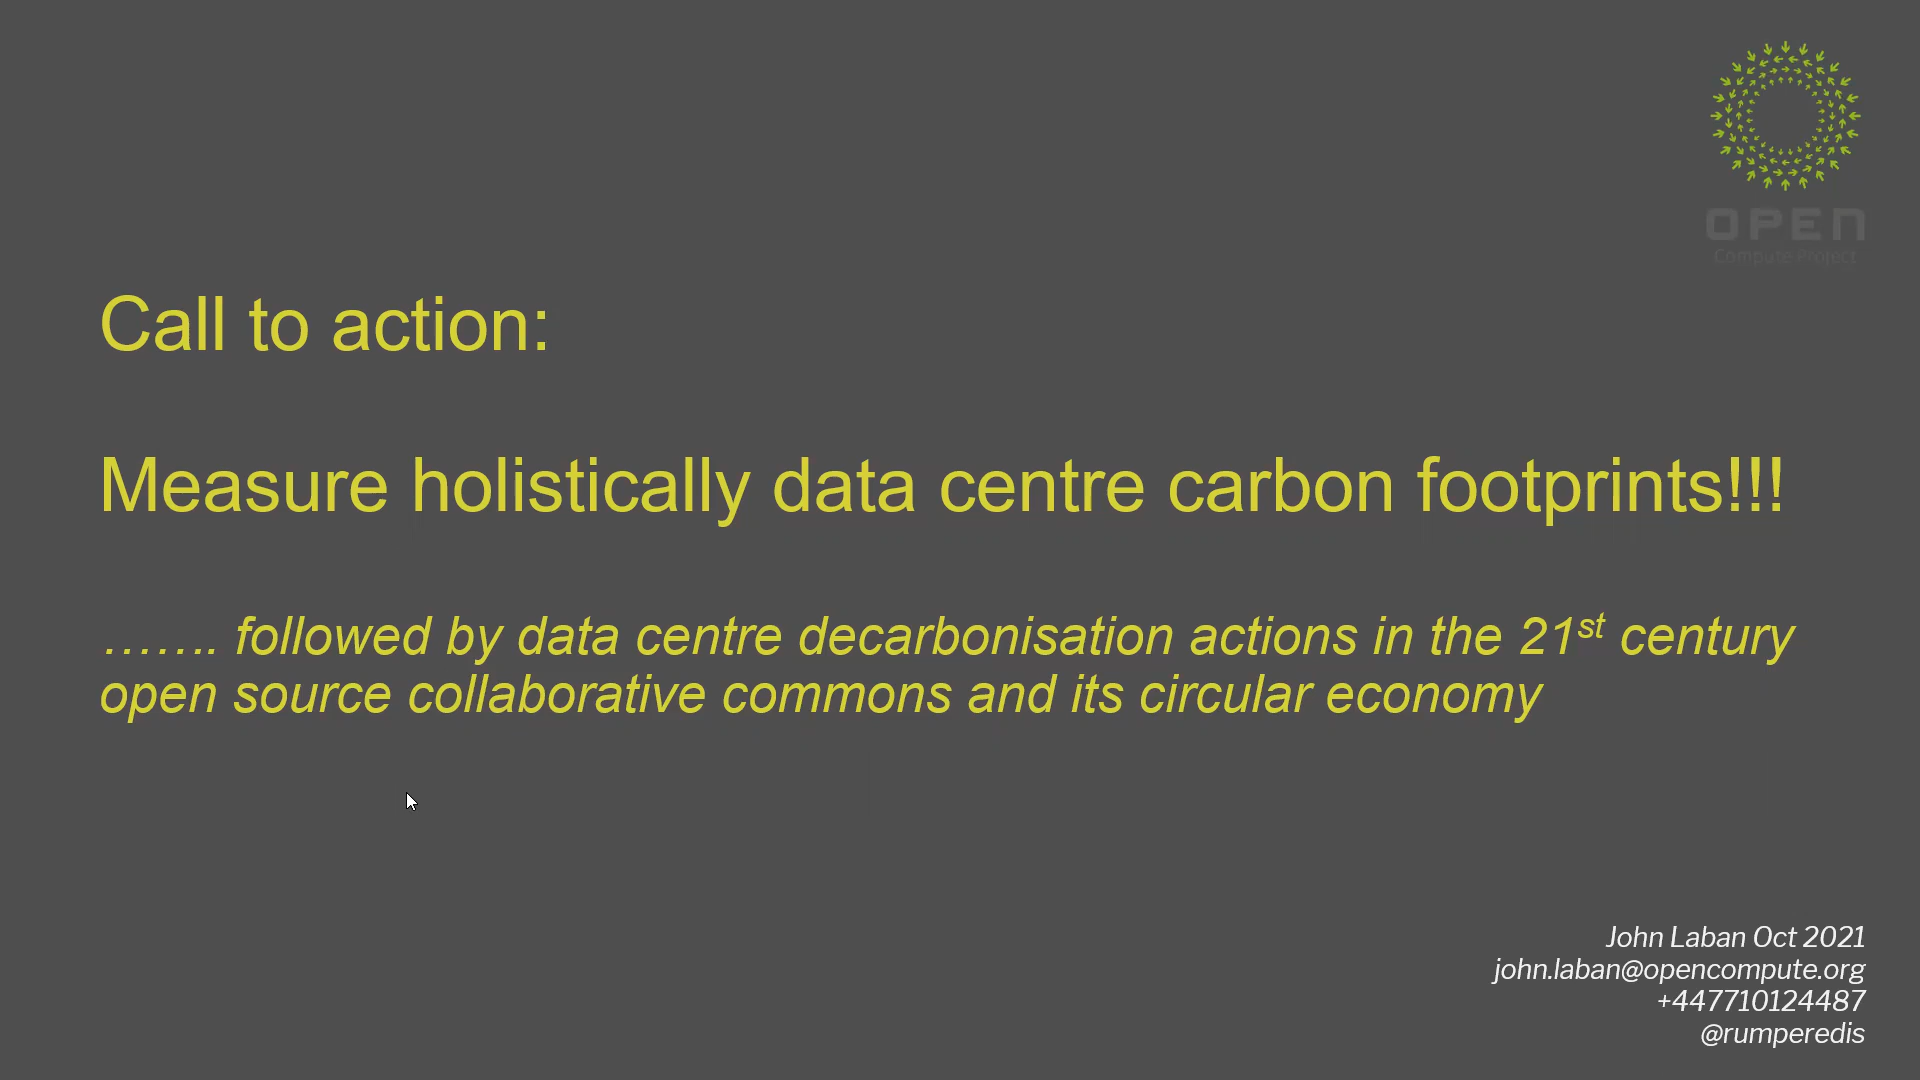 OPEN
Compute Project
Call to action:
Measure holistically data centre carbon footprints!!!
……. followed by data centre decarbonisation actions in the 21st century
open source collaborative commons and its circular economy
John Laban Oct 2021
john.laban@opencompute.org
+447710124487
@rumperedis